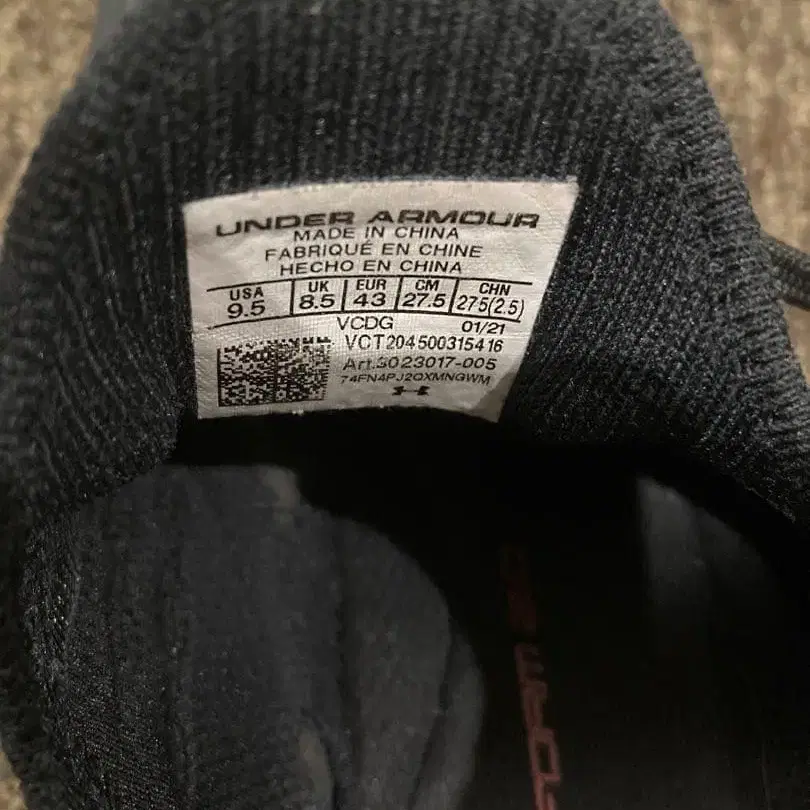 UNDER ARMOUR
MADE IN CHINA
FABRIQUÉ EN CHINE
HECHO EN CHINA
USA UK EUR CM CHN
9.5 8.5 43 27.5 275(2.5)
VCDG 01/21
VCT204500315416
Art.3023017-005
74FN4PJ2QXMNGWM